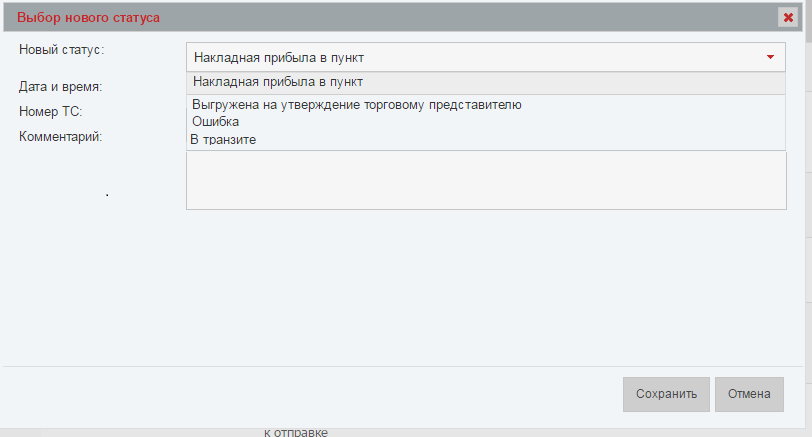 Выбор нового статуса
Новый статус:
Накладная прибыла в пункт
Накладная прибыла в пункт
Дата и время:
Выгружена на утверждение торговому представителю
Номер ТС:
Ошибка
Комментарий:
В транзите
.
Сохранить
Отмена
к отправке